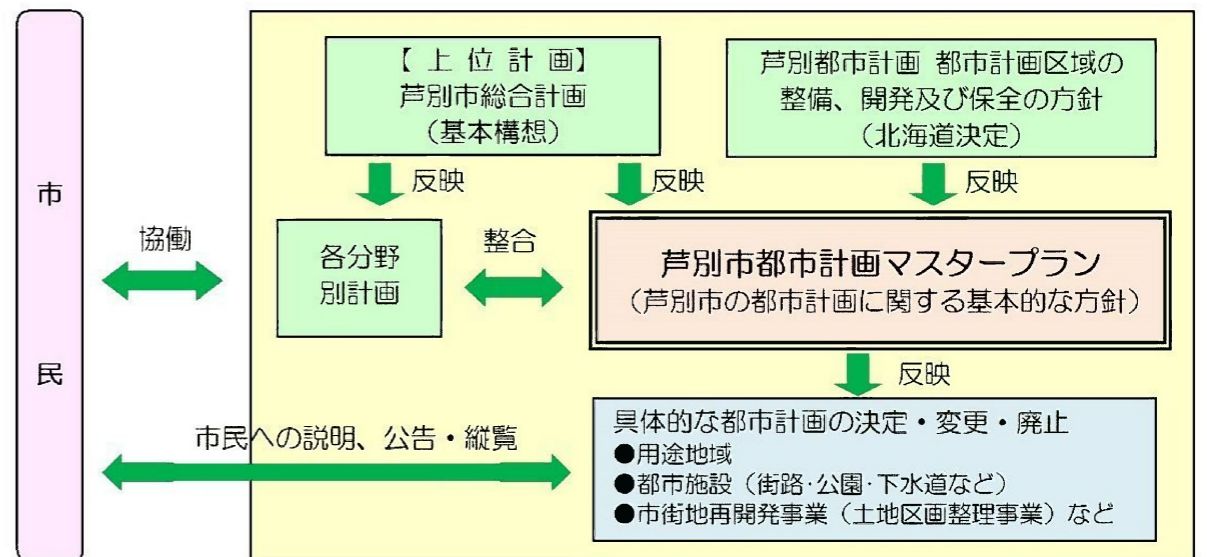 市
民
【上位計画】
芦別市総合計画
（基本構想）
芦別都市計画 都市計画区域の
整備、開発及び保全の方針
（北海道決定）
反映
反映
反映
協働
各分野
別計画
整合
芦別市都市計画マスタープラン
（芦別市の都市計画に関する基本的な方針）
反映
市民への説明、公告・縦覧
具体的な都市計画の決定・変更・廃止
●用途地域
●都市施設（街路・公園・下水道など）
●市街地再開発事業（土地区画整理事業）など